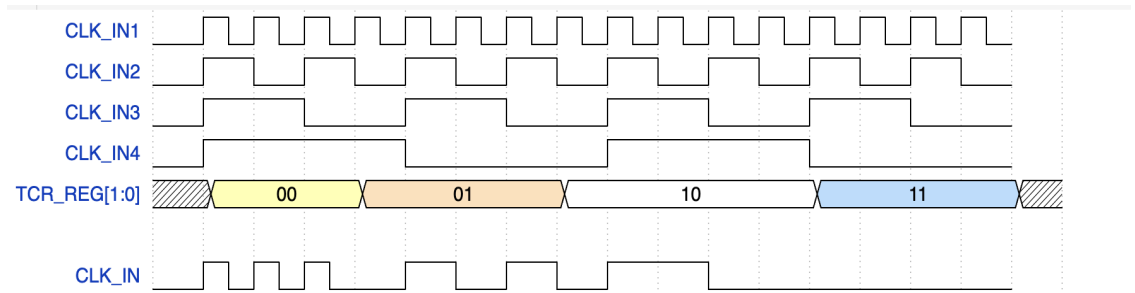 CLK_IN1
CLK_IN2
CLK_IN3
CLK_IN4
TCR_REG[1:0] 00 01 10 11
CLK_IN